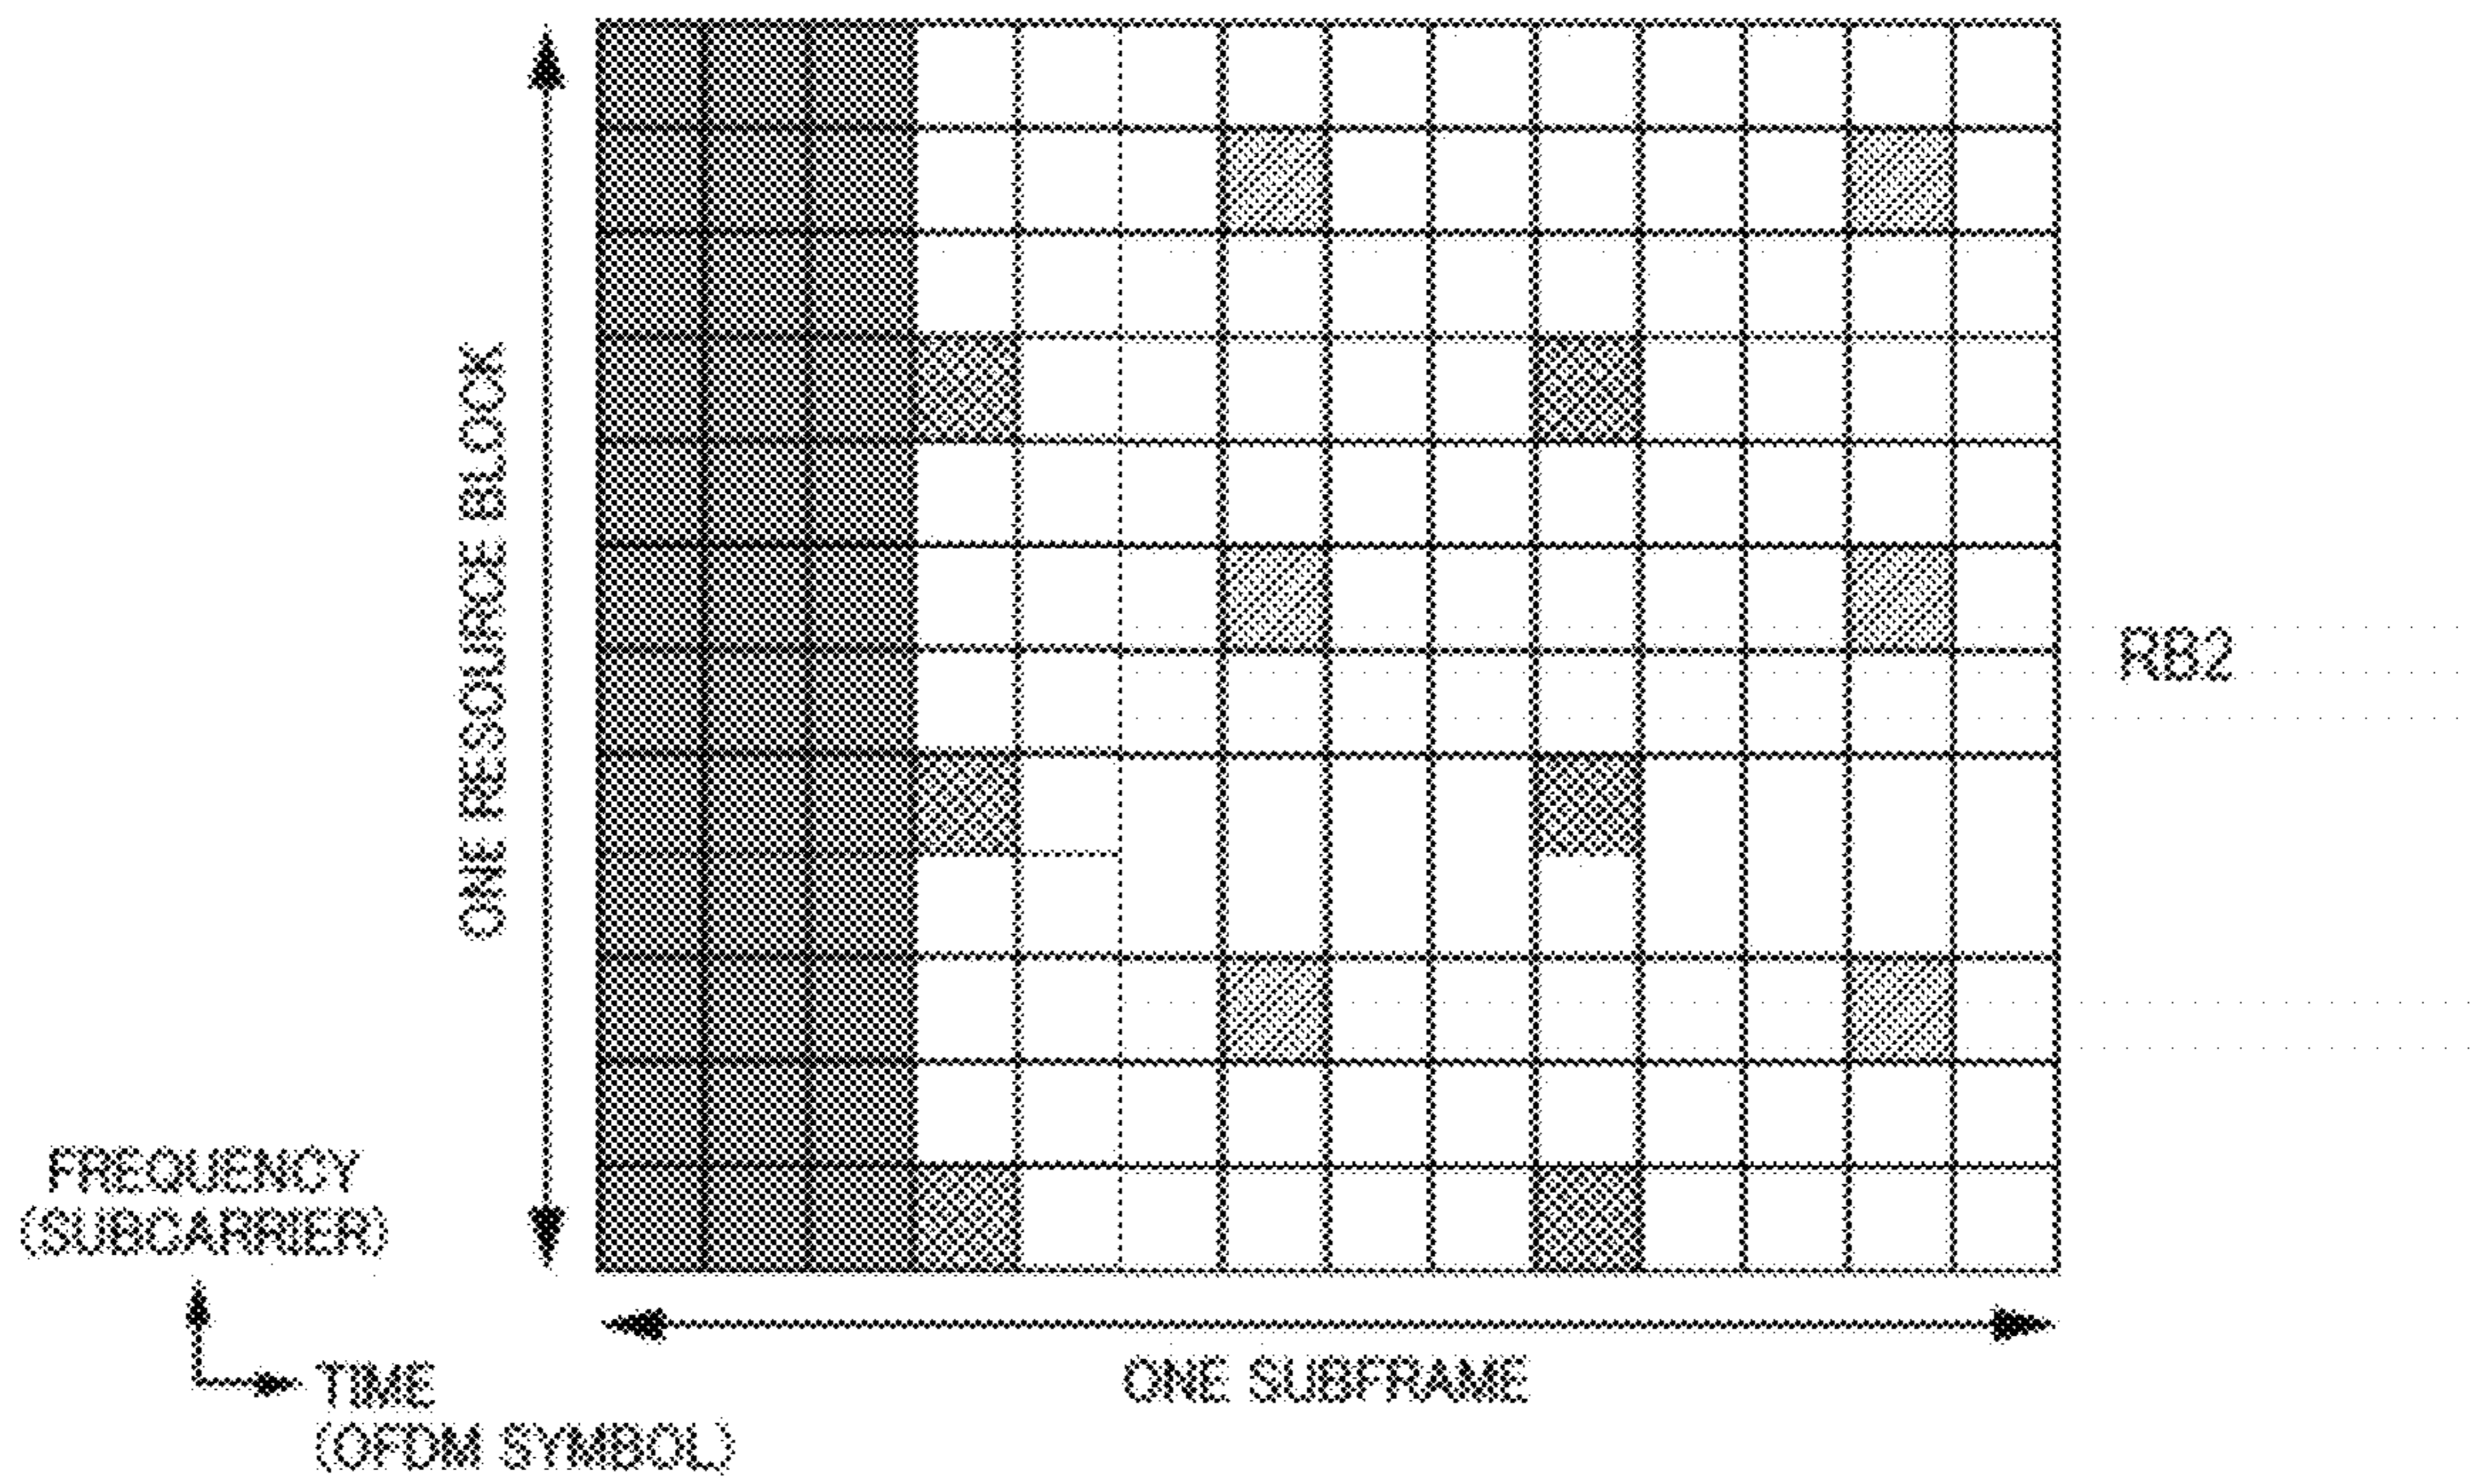 ONE RESOURCE BLOCK
RB2
FREQUENCY
(SUBCARRIER)
TIME
(OFDM SYMBOL)
ONE SUBFRAME